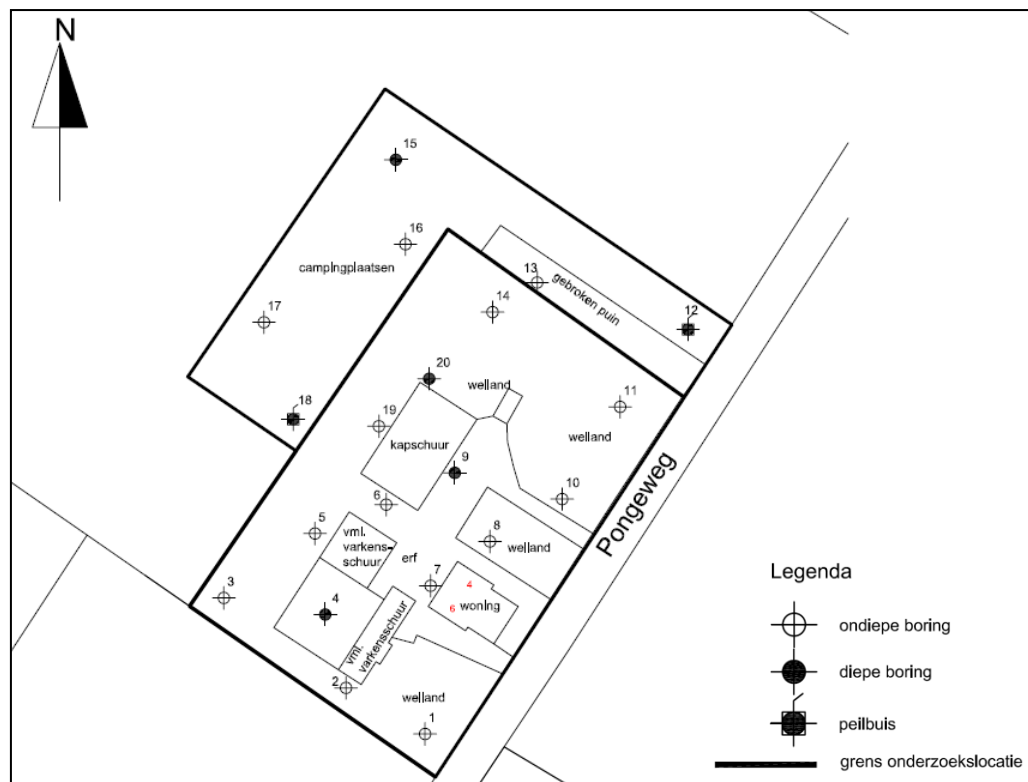 N
15
16
campingplaatsen
17
13
gebroken puin
12
14
20
weiland
11
18
19
weiland
kapschuur
9
10
6
5
vml.
varkens-
schuur
8
weiland
erf
Pongeweg
3
7
4
6
woning
4
vml.
varkensschuur
2
weiland
1
Legenda
ondiepe boring
diepe boring
peilbuis
grens onderzoekslocatie